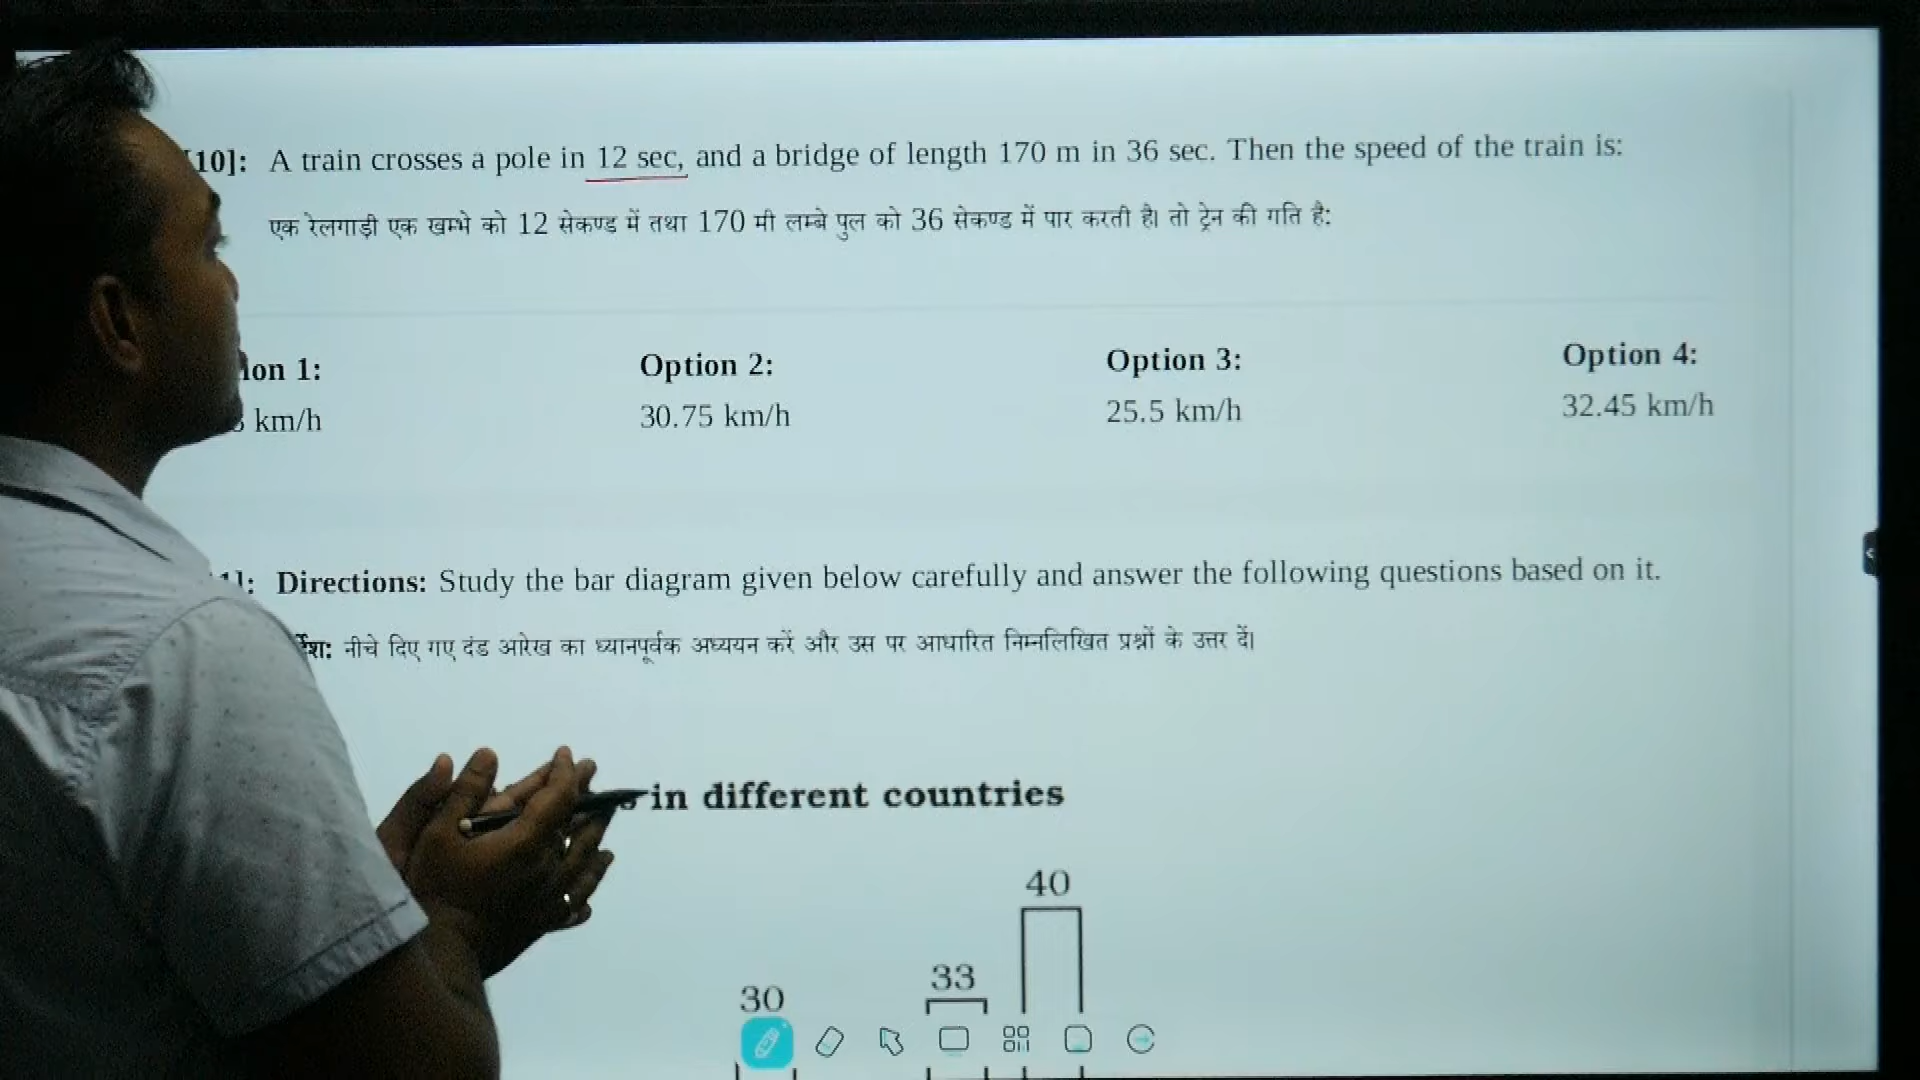 10]: A train crosses a pole in 12 sec, and a bridge of length 170 m in 36 sec. Then the speed of the train is:
एक रेलगाड़ी एक खम्भे को 12 सेकण्ड में तथा 170 मी लम्बे पुल को 36 सेकण्ड में पार करती है। तो ट्रेन की गति है:
1: Option 2: Option 3: Option 4:
km/h 30.75 km/h 25.5 km/h 32.45 km/h
Directions: Study the bar diagram given below carefully and answer the following questions based on it.
नीचे दिए गए दंड आरेख का ध्यानपूर्वक अध्ययन करें और उस पर आधारित निम्नलिखित प्रश्नों के उत्तर दें।
in different countries
40
33
30